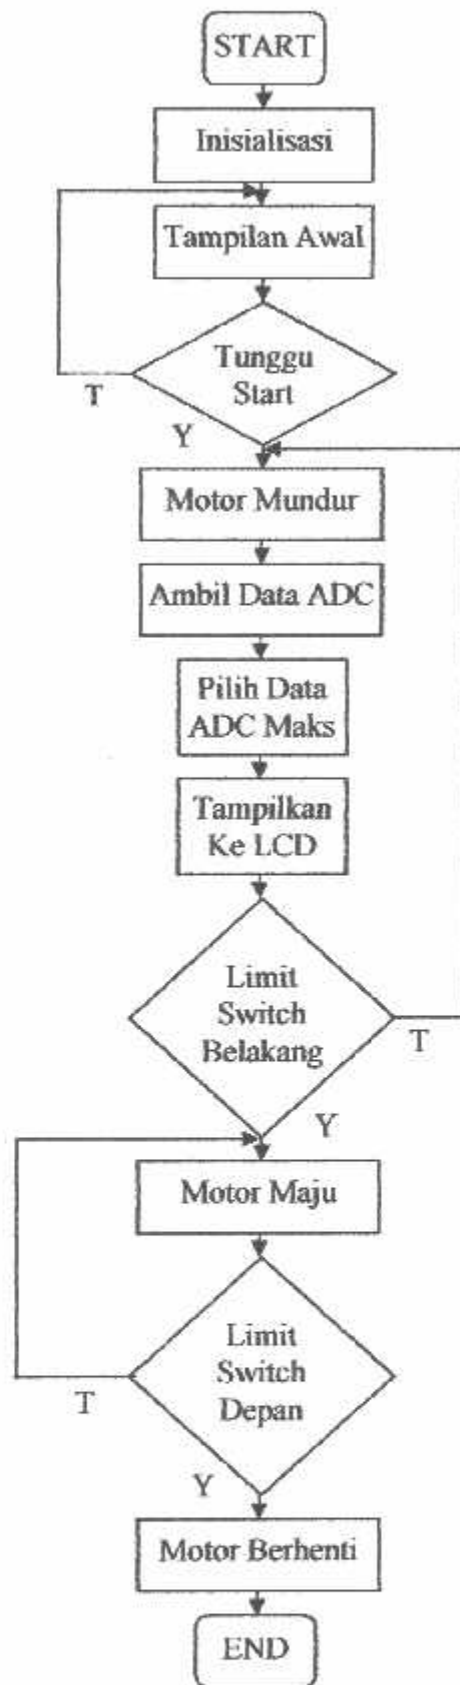 START
Inisialisasi
Tampilan Awal
Tunggu
Start
T
Y
Motor Mundur
Ambil Data ADC
Pilih Data
ADC Maks
Tampilkan
Ke LCD
Limit
Switch
Belakang
T
Y
Motor Maju
Limit
Switch
Depan
T
Y
Motor Berhenti
END